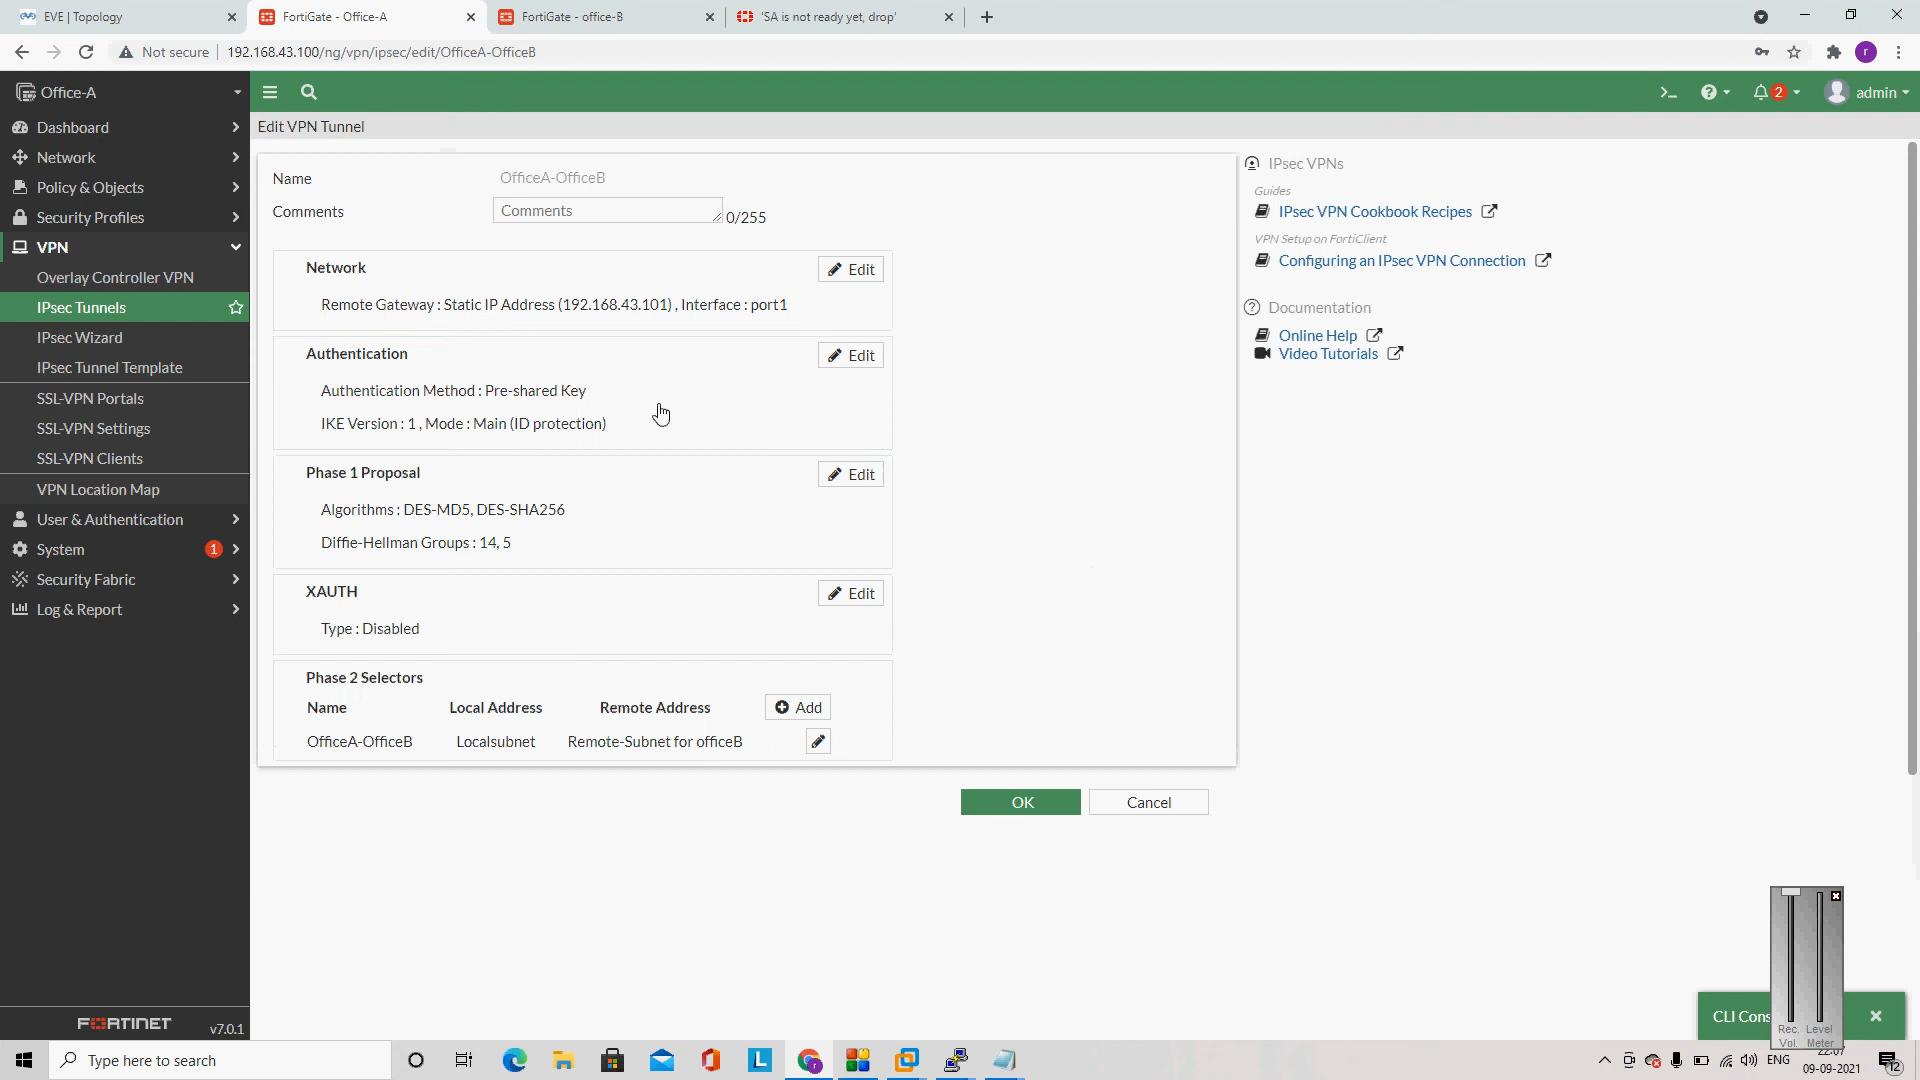 EVE | Topology
FortiGate - Office-A
FortiGate - office-B
'SA is not ready yet, drop'
Not secure
192.168.43.100/ng/vpn/ipsec/edit/OfficeA-OfficeB
r
Office-A
2
admin
Dashboard
Network
Policy & Objects
Security Profiles
VPN
Overlay Controller VPN
IPsec Tunnels
IPsec Wizard
IPsec Tunnel Template
SSL-VPN Portals
SSL-VPN Settings
SSL-VPN Clients
VPN Location Map
User & Authentication
System
1
Security Fabric
Log & Report
FORTINET
v7.0.1
Edit VPN Tunnel
Name
OfficeA-OfficeB
Comments
Comments
0/255
Network
Edit
Remote Gateway : Static IP Address (192.168.43.101) , Interface : port1
Authentication
Edit
Authentication Method : Pre-shared Key
IKE Version : 1 , Mode : Main (ID protection)
Phase 1 Proposal
Edit
Algorithms : DES-MD5, DES-SHA256
Diffie-Hellman Groups : 14, 5
XAUTH
Edit
Type : Disabled
Phase 2 Selectors
Name Local Address Remote Address Add
OfficeA-OfficeB Localsubnet Remote-Subnet for officeB
OK
Cancel
IPsec VPNs
Guides
IPsec VPN Cookbook Recipes
VPN Setup on FortiClient
Configuring an IPsec VPN Connection
Documentation
Online Help
Video Tutorials
CLI Cons
Rec. Level
Vol. Meter
Type here to search
L
ENG
22:07
09-09-2021
12